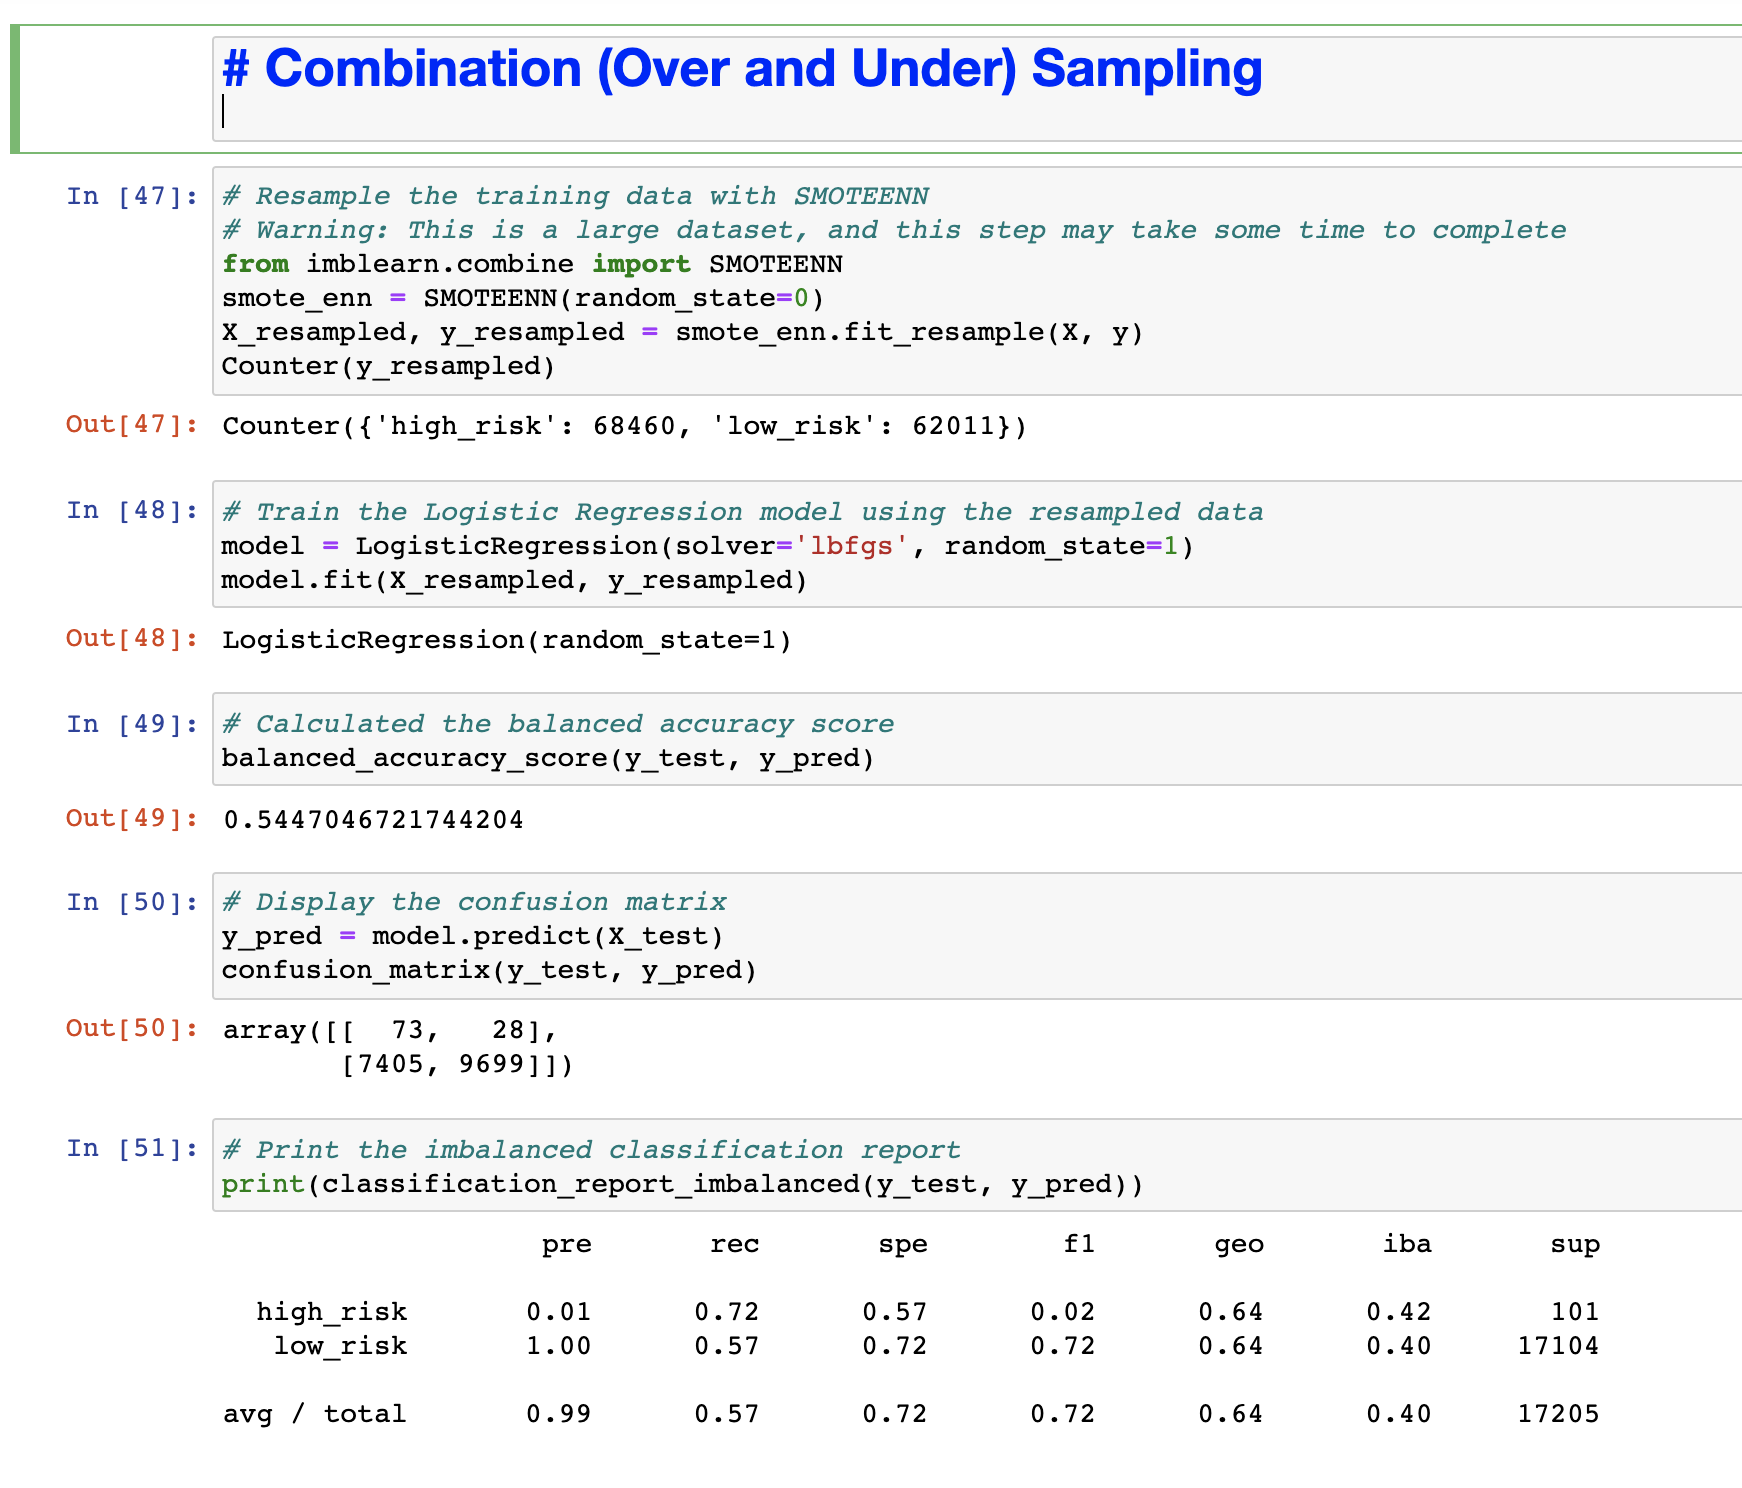 # Combination (Over and Under) Sampling
In [47]: # Resample the training data with SMOTEENN
# Warning: This is a large dataset, and this step may take some time to complete
from imblearn.combine import SMOTEENN
smote_enn = SMOTEENN(random_state=0)
X_resampled, y_resampled = smote_enn.fit_resample(X, y)
Counter(y_resampled)
Out[47]: Counter({'high_risk': 68460, 'low_risk': 62011})
In [48]: # Train the Logistic Regression model using the resampled data
model = LogisticRegression(solver='lbfgs', random_state=1)
model.fit(X_resampled, y_resampled)
Out[48]: LogisticRegression(random_state=1)
In [49]: # Calculated the balanced accuracy score
balanced_accuracy_score(y_test, y_pred)
Out[49]: 0.5447046721744204
In [50]: # Display the confusion matrix
y_pred = model.predict(X_test)
confusion_matrix(y_test, y_pred)
Out[50]: array([[  73,   28],
       [7405, 9699]])
In [51]: # Print the imbalanced classification report
print(classification_report_imbalanced(y_test, y_pred))
pre rec spe f1 geo iba sup
high_risk 0.01 0.72 0.57 0.02 0.64 0.42 101
low_risk 1.00 0.57 0.72 0.72 0.64 0.40 17104
avg / total 0.99 0.57 0.72 0.72 0.64 0.40 17205